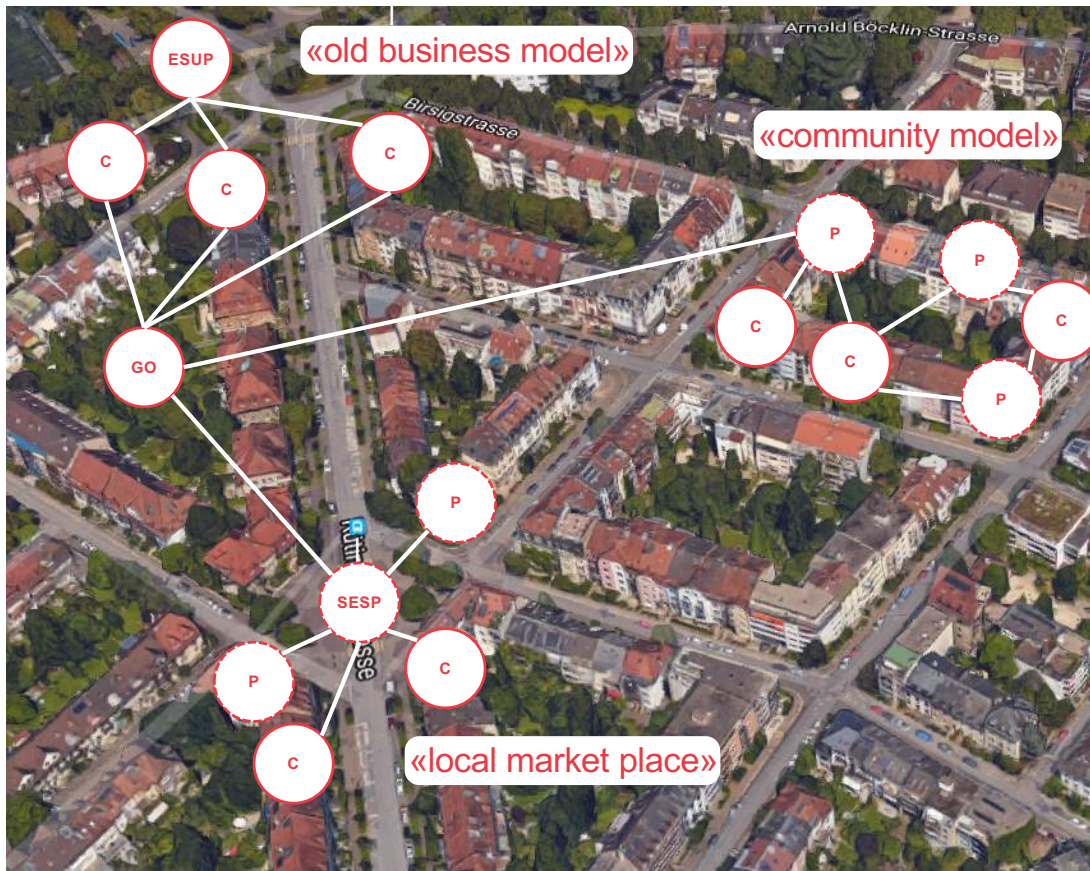 Arnold Böcklin-Strasse
«old business model»
ESUP
Birsigstrasse
«community model»
C
C
C
P
P
C
C
C
GO
P
P
SESP
C
P
C
«local market place»